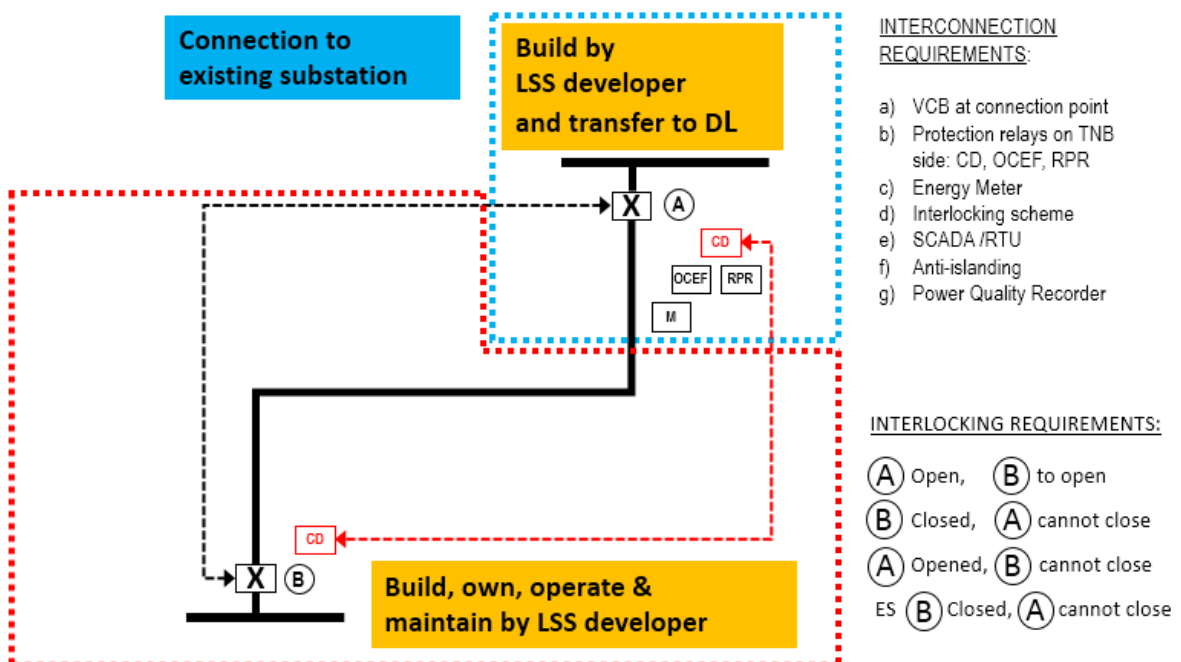 Connection to
existing substation
Build by
LSS developer
and transfer to DL
X
A
CD
OCEF
RPR
M
CD
X
B
Build, own, operate &
maintain by LSS developer
INTERCONNECTION
REQUIREMENTS:
a) VCB at connection point
b) Protection relays on TNB
side: CD, OCEF, RPR
c) Energy Meter
d) Interlocking scheme
e) SCADA /RTU
f) Anti-islanding
g) Power Quality Recorder
INTERLOCKING REQUIREMENTS:
A Open, B to open
B Closed, A cannot close
A Opened, B cannot close
ES B Closed, A cannot close